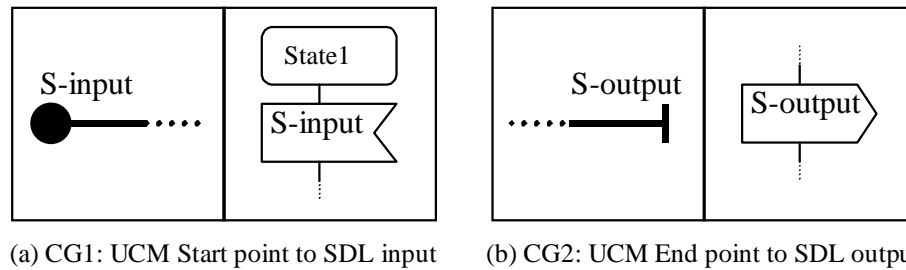 S-input
State1
S-input
S-output
S-output
(a) CG1: UCM Start point to SDL input
(b) CG2: UCM End point to SDL outpu